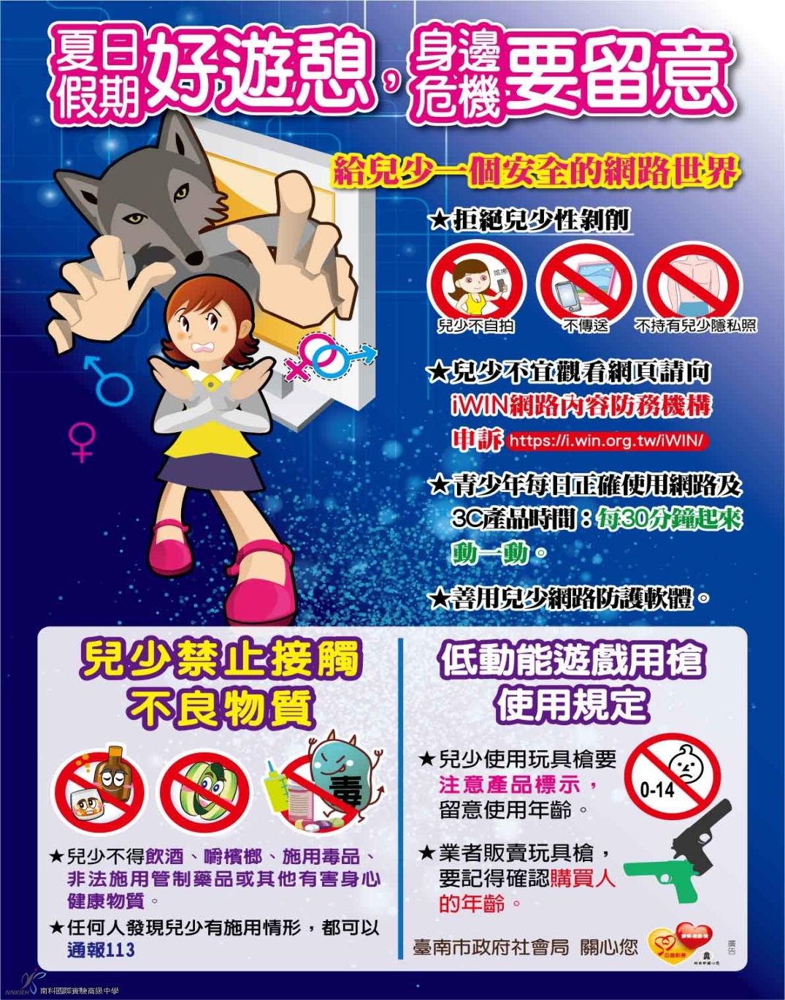 夏日假期好遊憩，身邊危機要留意
給兒少一個安全的網路世界
★拒絕兒少性剝削
兒少不自拍
不傳送
不持有兒少隱私照
★兒少不宜觀看網頁請向
iWIN網路內容防務機構
申訴 https://i.win.org.tw/iWIN/
★青少年每日正確使用網路及
3C產品時間：每30分鐘起來
動一動。
★善用兒少網路防護軟體。
兒少禁止接觸
不良物質
毒
★兒少不得飲酒、嚼檳榔、施用毒品、
非法施用管制藥品或其他有害身心
健康物質。
★任何人發現兒少有施用情形，都可以
通報113
低動能遊戲用槍
使用規定
★兒少使用玩具槍要
注意產品標示，
留意使用年齡。
0-14
★業者販賣玩具槍，
要記得確認購買人
的年齡。
臺南市政府社會局 關心您
公益彩券
廣告
NNKIEH 南科國際實驗高級中學